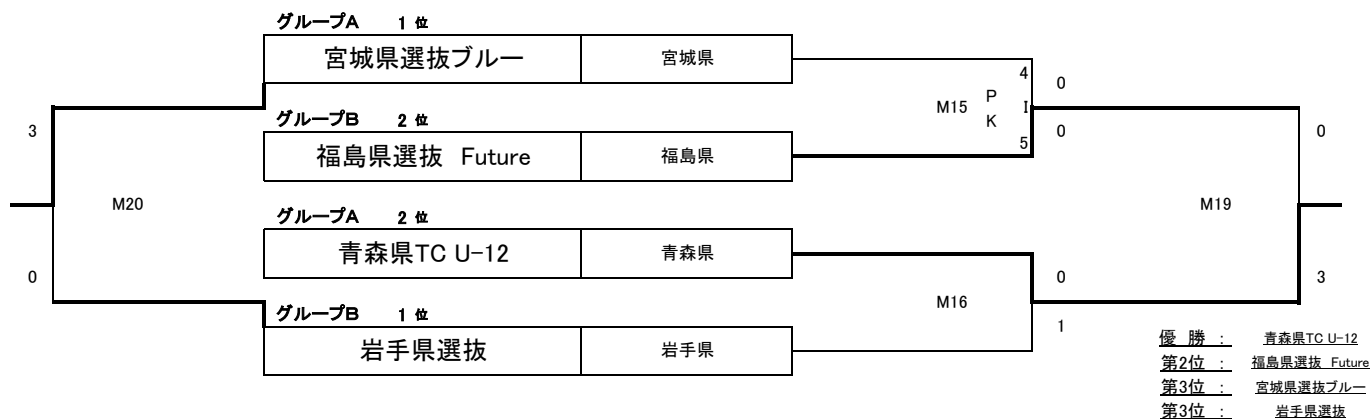 グループA 1 位
宮城県選抜ブルー 宮城県
4
0
3
M15
P
K
I
グループB 2 位
0
0
5
福島県選抜 Future 福島県
M20
M19
グループA 2 位
青森県TC U-12 青森県
0
0
3
M16
グループB 1 位
1
岩手県選抜 岩手県
優 勝 : 青森県TC U-12
第2位 : 福島県選抜 Future
第3位 : 宮城県選抜ブルー
第3位 : 岩手県選抜